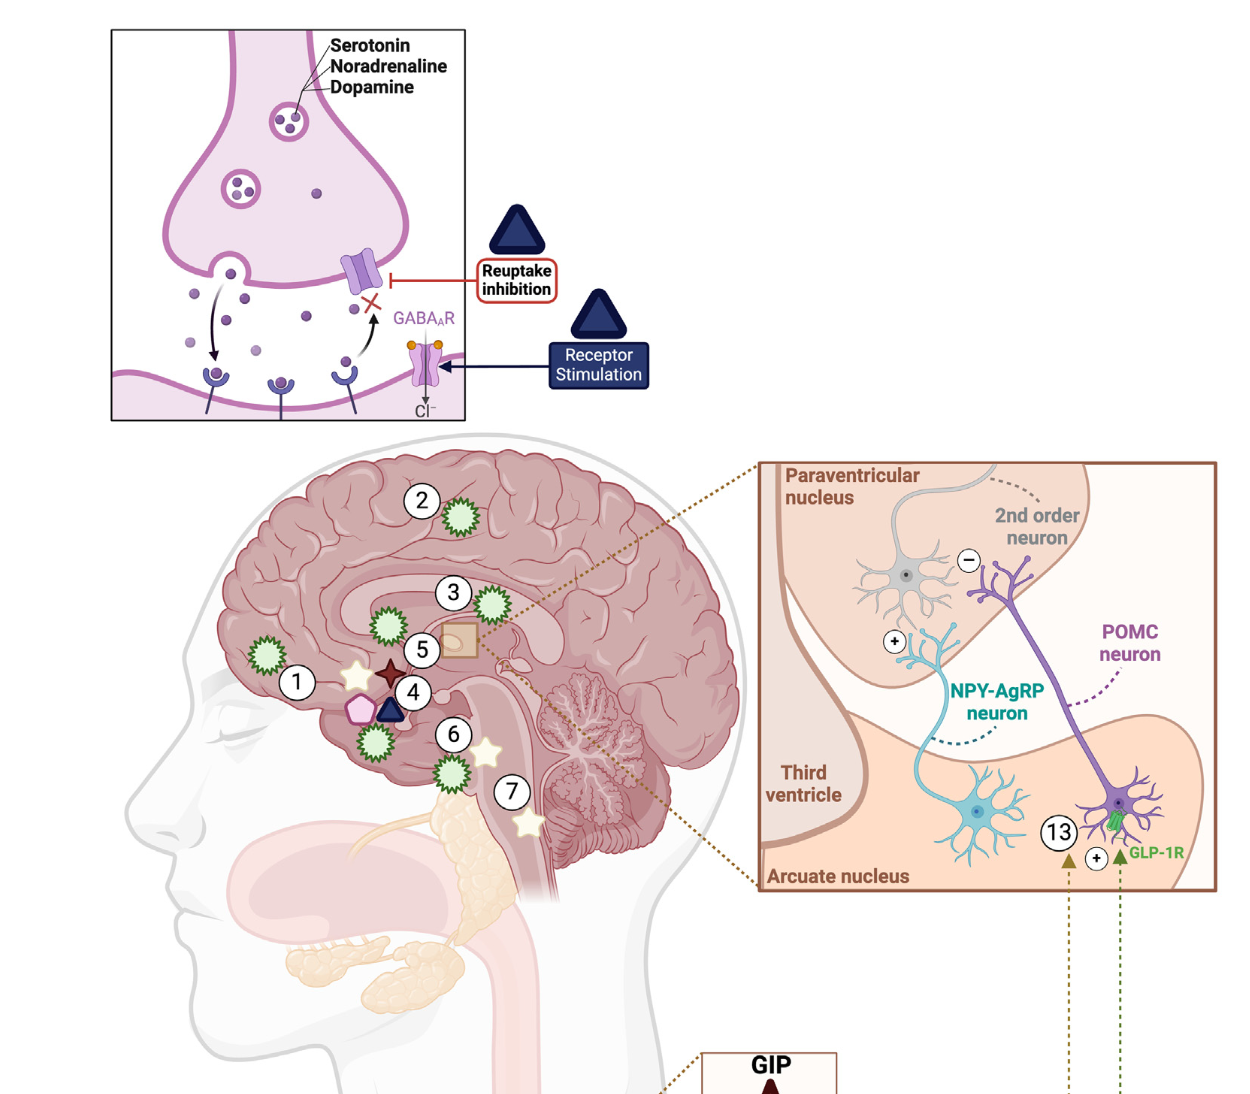 Serotonin
Noradrenaline
Dopamine
Reuptake
inhibition
GABAAR
Receptor
Stimulation
Cl−
2
3
5
1
4
6
7
Paraventricular
nucleus
2nd order
neuron
−
+
POMC
neuron
NPY-AgRP
neuron
Third
ventricle
13
+
GLP-1R
Arcuate nucleus
GIP